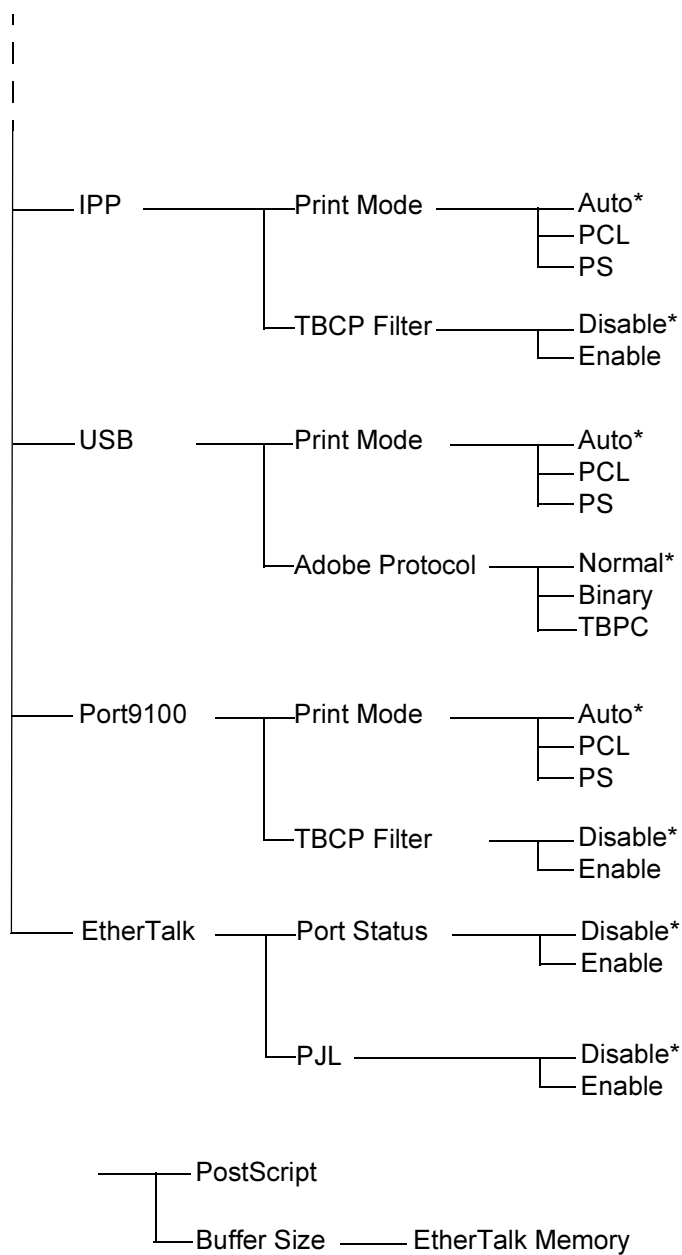 IPP Print Mode Auto*
PCL
PS
TBCP Filter Disable*
Enable
USB Print Mode Auto*
PCL
PS
Adobe Protocol Normal*
Binary
TBPC
Port9100 Print Mode Auto*
PCL
PS
TBCP Filter Disable*
Enable
EtherTalk Port Status Disable*
Enable
PJL Disable*
Enable
PostScript
Buffer Size EtherTalk Memory